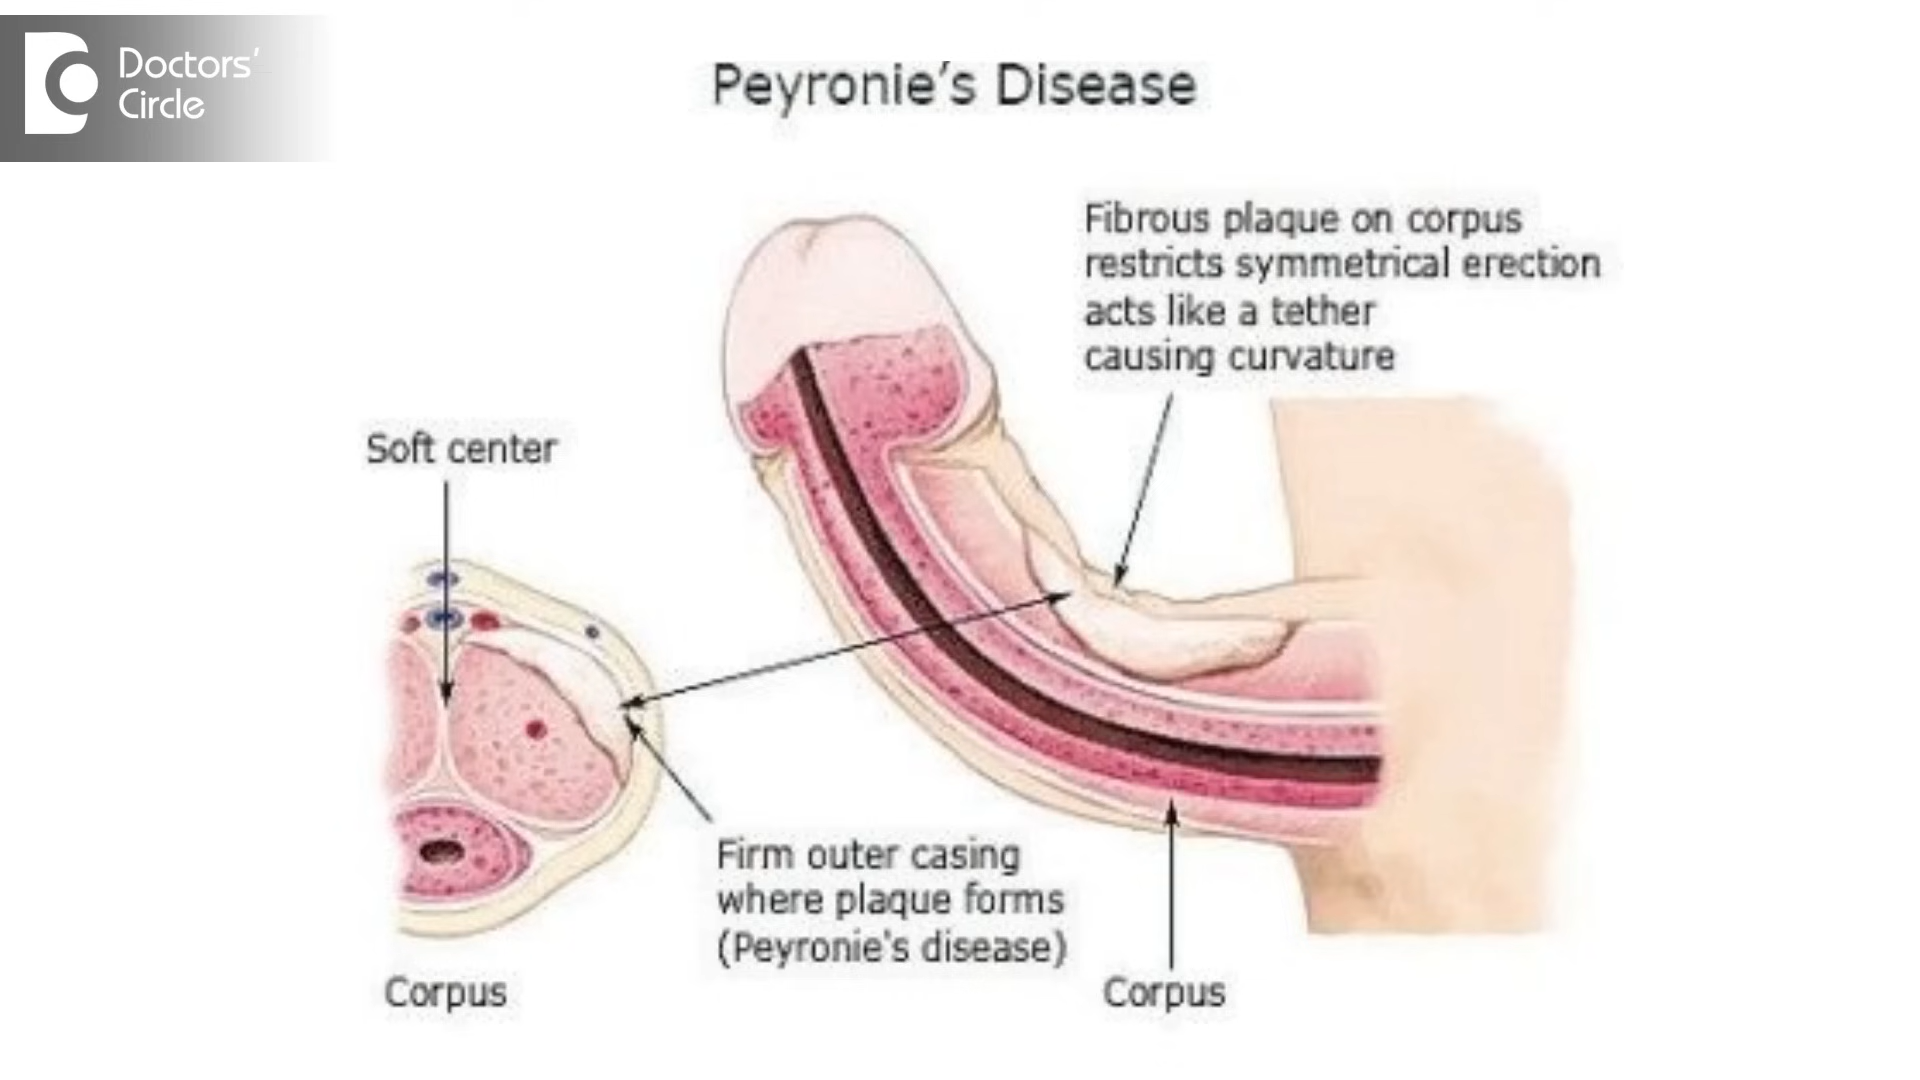 Doctors'
Circle
Peyronie's Disease
Fibrous plaque on corpus
restricts symmetrical erection
acts like a tether
causing curvature
Soft center
Firm outer casing
where plaque forms
(Peyronie's disease)
Corpus
Corpus